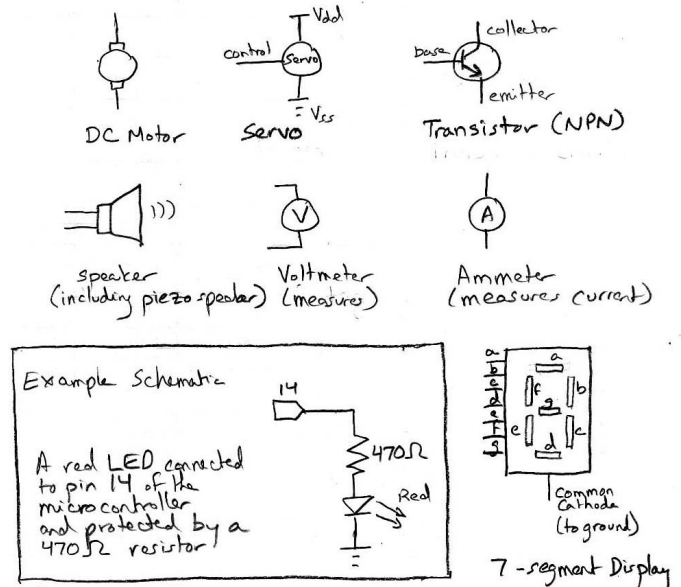 Vdd
control
Servo
Vss
DC Motor
Servo
collector
base
emitter
Transistor (NPN)
speaker
(including piezo speaker)
V
Voltmeter
(measures)
A
Ammeter
(measures current)
Example Schematic
14
A red LED connected
to pin 14 of the
microcontroller
and protected by a
470Ω resistor
470Ω
Red
a
b
c
d
e
f
g
a
f
b
g
e
c
d
Common
Cathode
(to ground)
7-segment Display